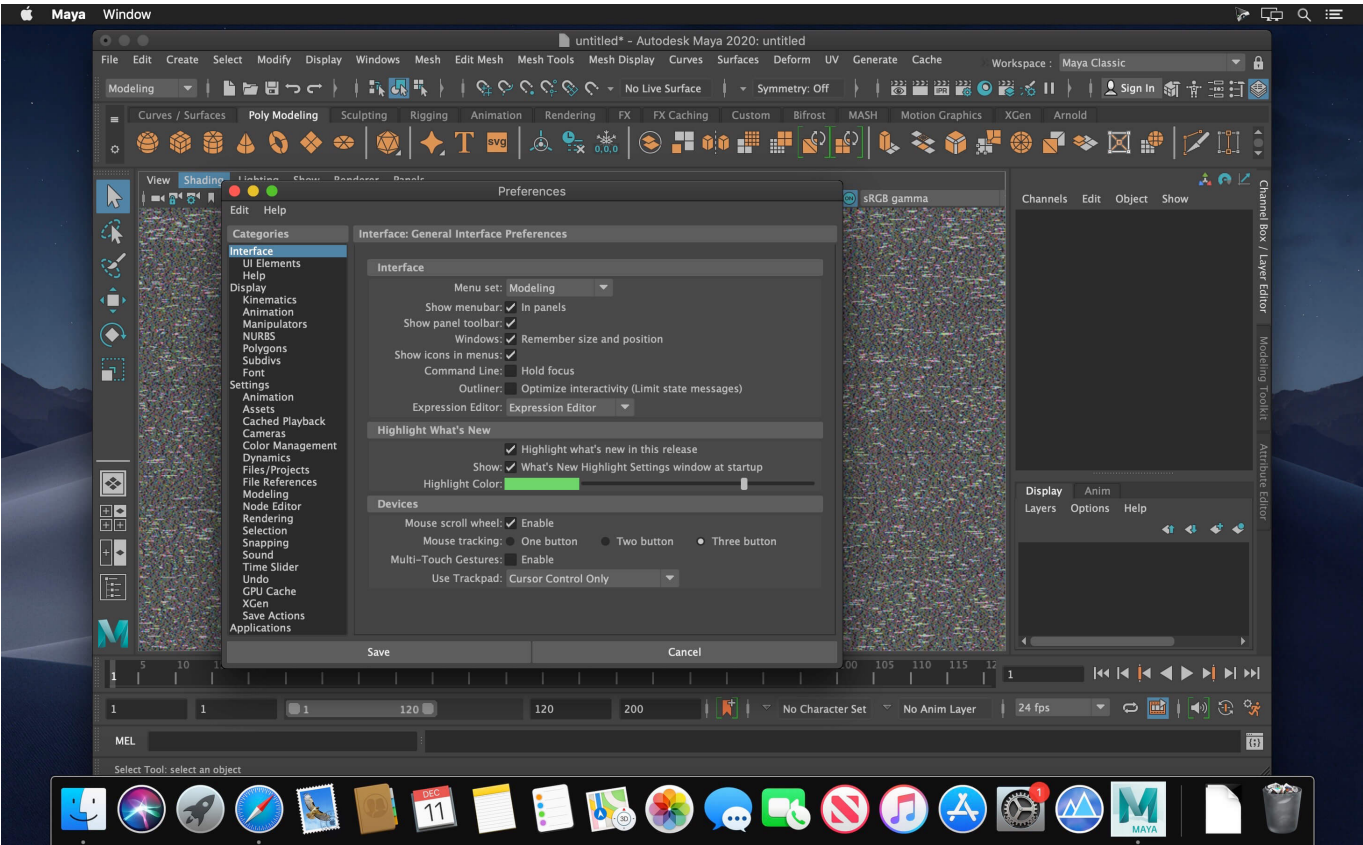 Maya Window
untitled* - Autodesk Maya 2020: untitled
File Edit Create Select Modify Display Windows Mesh Edit Mesh Mesh Tools Mesh Display Curves Surfaces Deform UV Generate Cache Workspace : Maya Classic
Modeling No Live Surface Symmetry: Off Sign In
Curves / Surfaces Poly Modeling Sculpting Rigging Animation Rendering FX FX Caching Custom Bifrost MASH Motion Graphics XGen Arnold
T svg 0,0,0
View Shading Lighting Show Renderer Panels
sRGB gamma
Preferences
Edit Help
Categories
Interface
UI Elements
Help
Display
Kinematics
Animation
Manipulators
NURBS
Polygons
Subdivs
Font
Settings
Animation
Assets
Cached Playback
Cameras
Color Management
Dynamics
Files/Projects
File References
Modeling
Node Editor
Rendering
Selection
Snapping
Sound
Time Slider
Undo
GPU Cache
XGen
Save Actions
Applications
Interface: General Interface Preferences
Interface
Menu set: Modeling
Show menubar: In panels
Show panel toolbar:
Windows: Remember size and position
Show icons in menus:
Command Line: Hold focus
Outliner: Optimize interactivity (Limit state messages)
Expression Editor: Expression Editor
Highlight What's New
Highlight what's new in this release
Show: What's New Highlight Settings window at startup
Highlight Color:
Devices
Mouse scroll wheel: Enable
Mouse tracking: One button Two button Three button
Multi-Touch Gestures: Enable
Use Trackpad: Cursor Control Only
Save Cancel
Channels Edit Object Show
Channel Box / Layer Editor
Modeling Toolkit
Attribute Editor
Display Anim
Layers Options Help
1 5 10 105 110 115 1
1 1 1 120 120 200 No Character Set No Anim Layer 24 fps
MEL
Select Tool: select an object
DEC
11
3D
1
MAYA